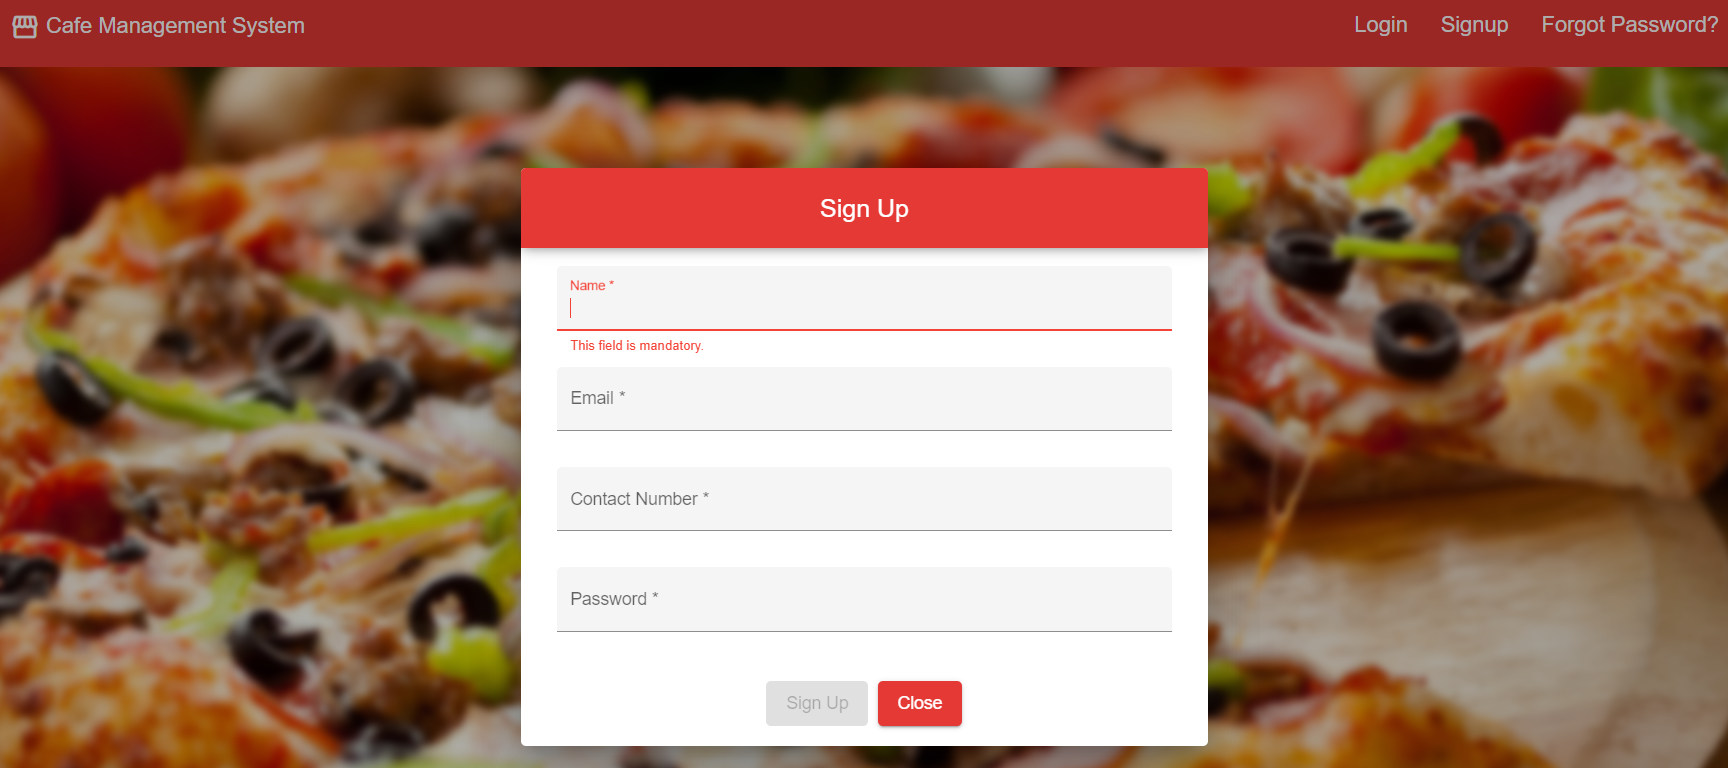 Cafe Management System
Login Signup Forgot Password?
Sign Up
Name *
This field is mandatory.
Email *
Contact Number *
Password *
Sign Up Close